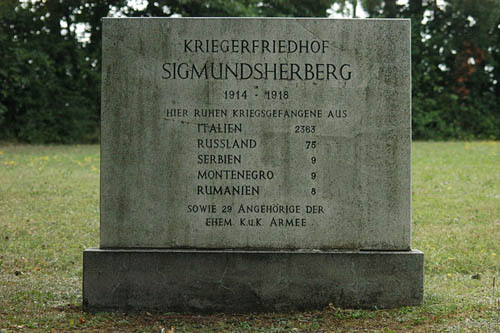 KRIEGERFRIEDHOF
SIGMUNDSHERBERG
1914 - 1918
HIER RUHEN KRIEGSGEFANGENE AUS
ITALIEN 2363
RUSSLAND 75
SERBIEN 9
MONTENEGRO 9
RUMANIEN 8
SOWIE 29 ANGEHÖRIGE DER
EHEM. K.U.K. ARMEE